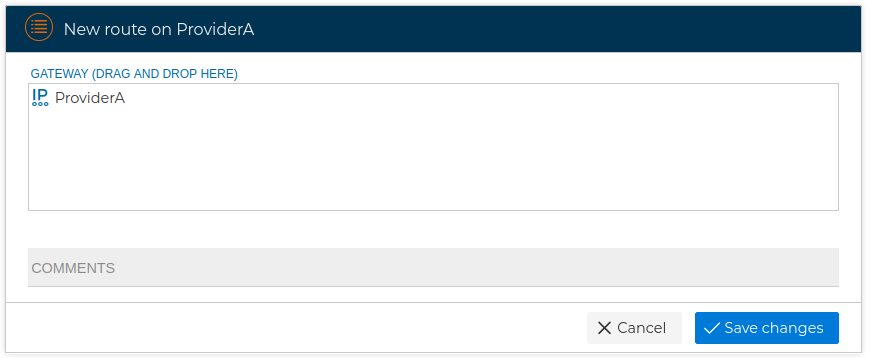 New route on ProviderA
GATEWAY (DRAG AND DROP HERE)
IP ProviderA
COMMENTS
Cancel Save changes